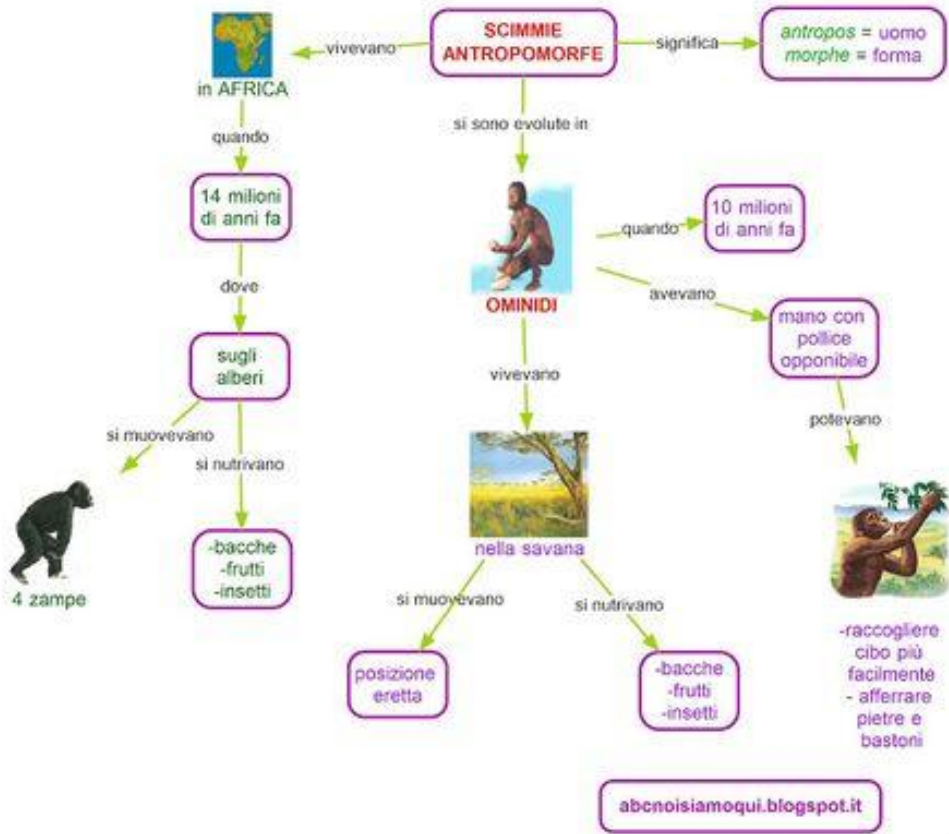 SCIMMIE
ANTROPOMORFE
vivevano
in AFRICA
quando
14 milioni
di anni fa
dove
sugli
alberi
si muovevano
4 zampe
si nutrivano
-bacche
-frutti
-insetti
significa
antropos = uomo
morphe = forma
si sono evolute in
OMINIDI
quando
10 milioni
di anni fa
avevano
mano con
pollice
opponibile
potevano
-raccogliere
cibo più
facilmente
- afferrare
pietre e
bastoni
vivevano
nella savana
si muovevano
posizione
eretta
si nutrivano
-bacche
-frutti
-insetti
abcnoisiamoqui.blogspot.it